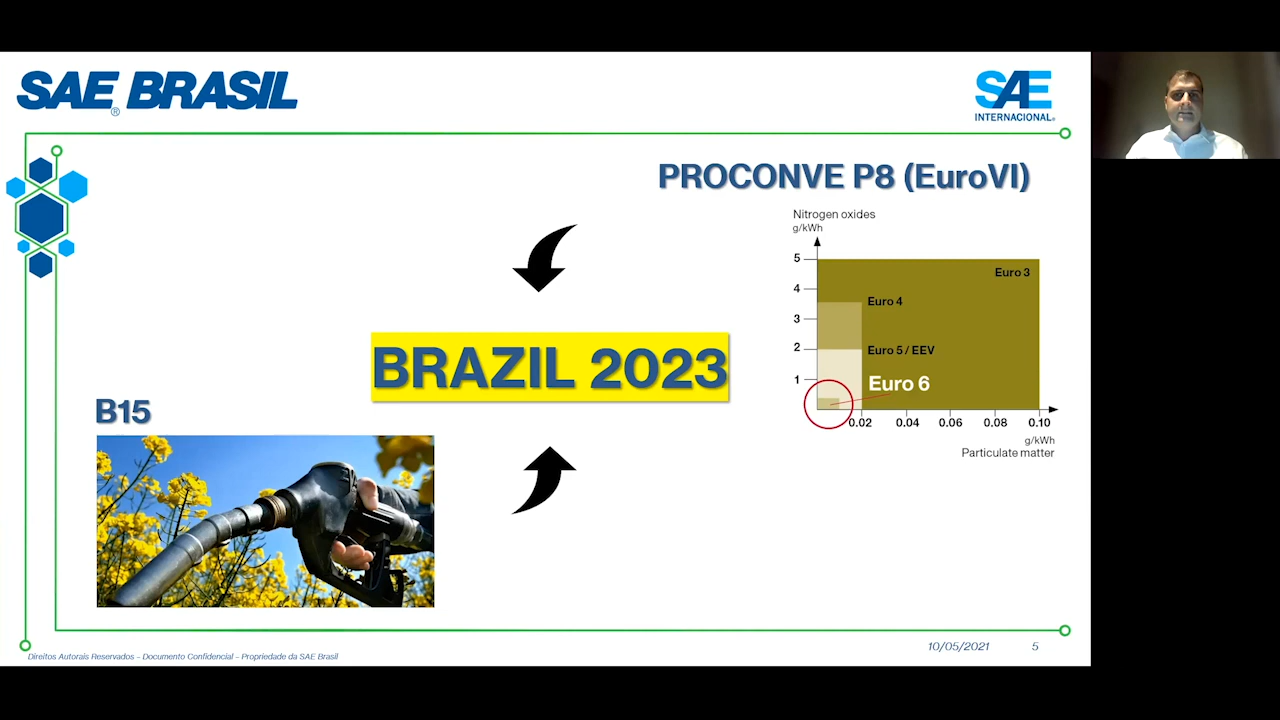 SAE BRASIL
®
SAE
INTERNACIONAL®
PROCONVE P8 (EuroVI)
Nitrogen oxides
g/kWh
5
4
3
2
1
Euro 3
Euro 4
Euro 5 / EEV
Euro 6
0.02 0.04 0.06 0.08 0.10
g/kWh
Particulate matter
BRAZIL 2023
B15
Direitos Autorais Reservados – Documento Confidencial – Propriedade da SAE Brasil
10/05/2021 5